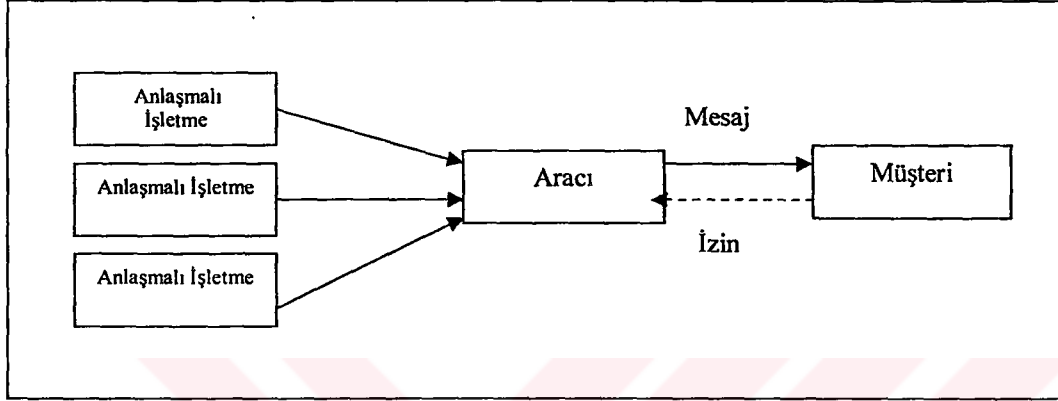 Anlaşmalı
İşletme
Anlaşmalı İşletme
Anlaşmalı İşletme
Aracı
Mesaj
İzin
Müşteri